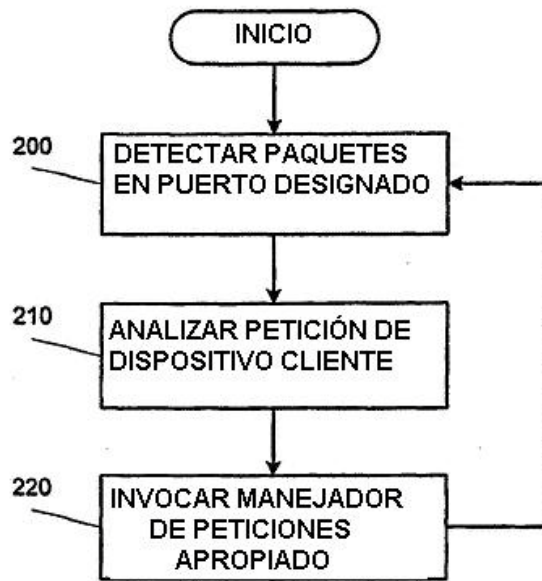 INICIO
200
DETECTAR PAQUETES
EN PUERTO DESIGNADO
210
ANALIZAR PETICIÓN DE
DISPOSITIVO CLIENTE
220
INVOCAR MANEJADOR
DE PETICIONES
APROPIADO